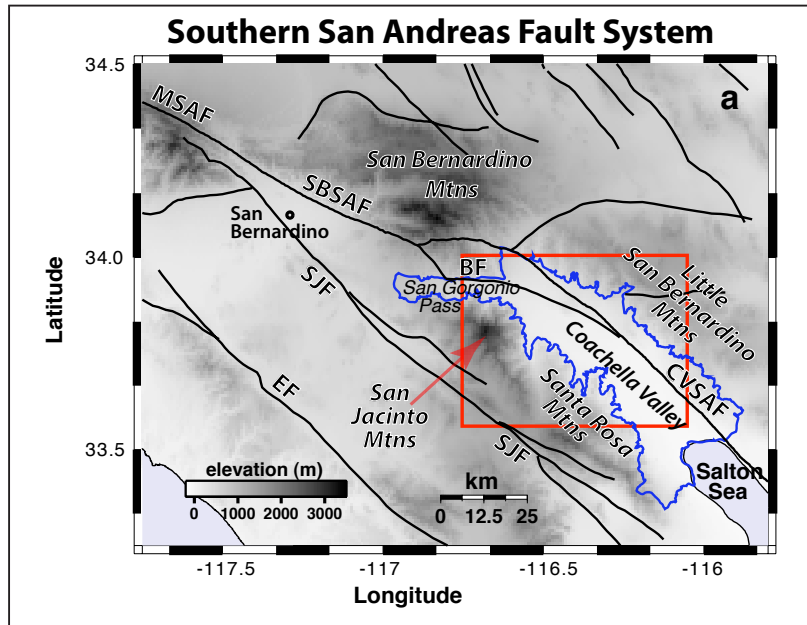 Southern San Andreas Fault System
34.5
34.0
33.5
Latitude
a
MSAF
San Bernardino
Mtns
SBSAF
San
Bernardino
SJF
BF
San Gorgonio
Pass
Little
San Bernardino
Mtns
Coachella Valley
CVSAF
EF
San
Jacinto
Mtns
Santa Rosa
Mtns
SJF
Salton
Sea
elevation (m)
0 1000 2000 3000
km
0 12.5 25
-117.5 -117 -116.5 -116
Longitude